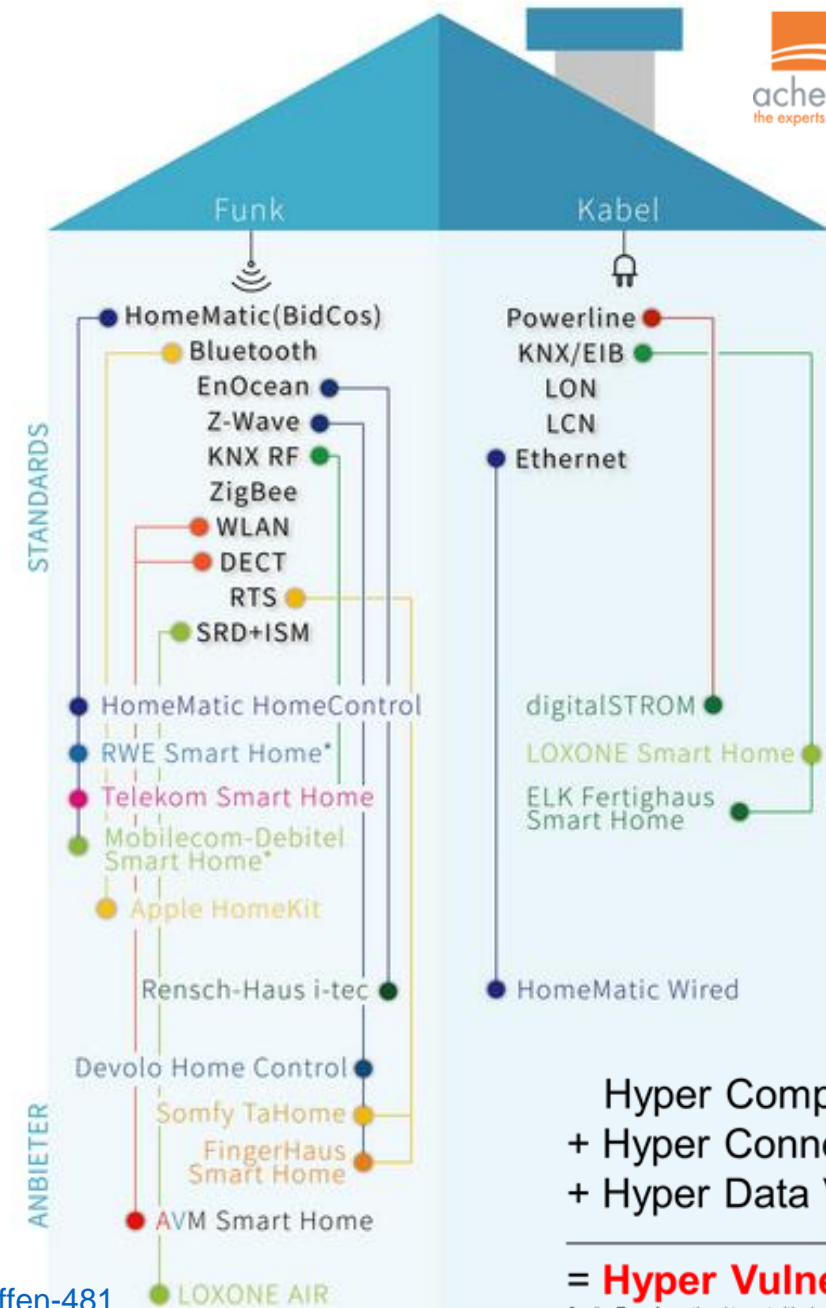 the experts
Funk
Kabel
STANDARDS
HomeMatic(BidCos)
Bluetooth
EnOcean
Z-Wave
KNX RF
ZigBee
WLAN
DECT
RTS
SRD+ISM
Powerline
KNX/EIB
LON
LCN
Ethernet
ANBIETER
HomeMatic HomeControl
RWE Smart Home*
Telekom Smart Home
Mobilecom-Debitel
Smart Home*
Apple HomeKit
Rensch-Haus i-tec
Devolo Home Control
Somfy TaHome
FingerHaus
Smart Home
AVM Smart Home
LOXONE AIR
digitalSTROM
LOXONE Smart Home
ELK Fertighaus
Smart Home
HomeMatic Wired
Hyper Comp
+ Hyper Conne
+ Hyper Data V
= Hyper Vulne
ffen-481